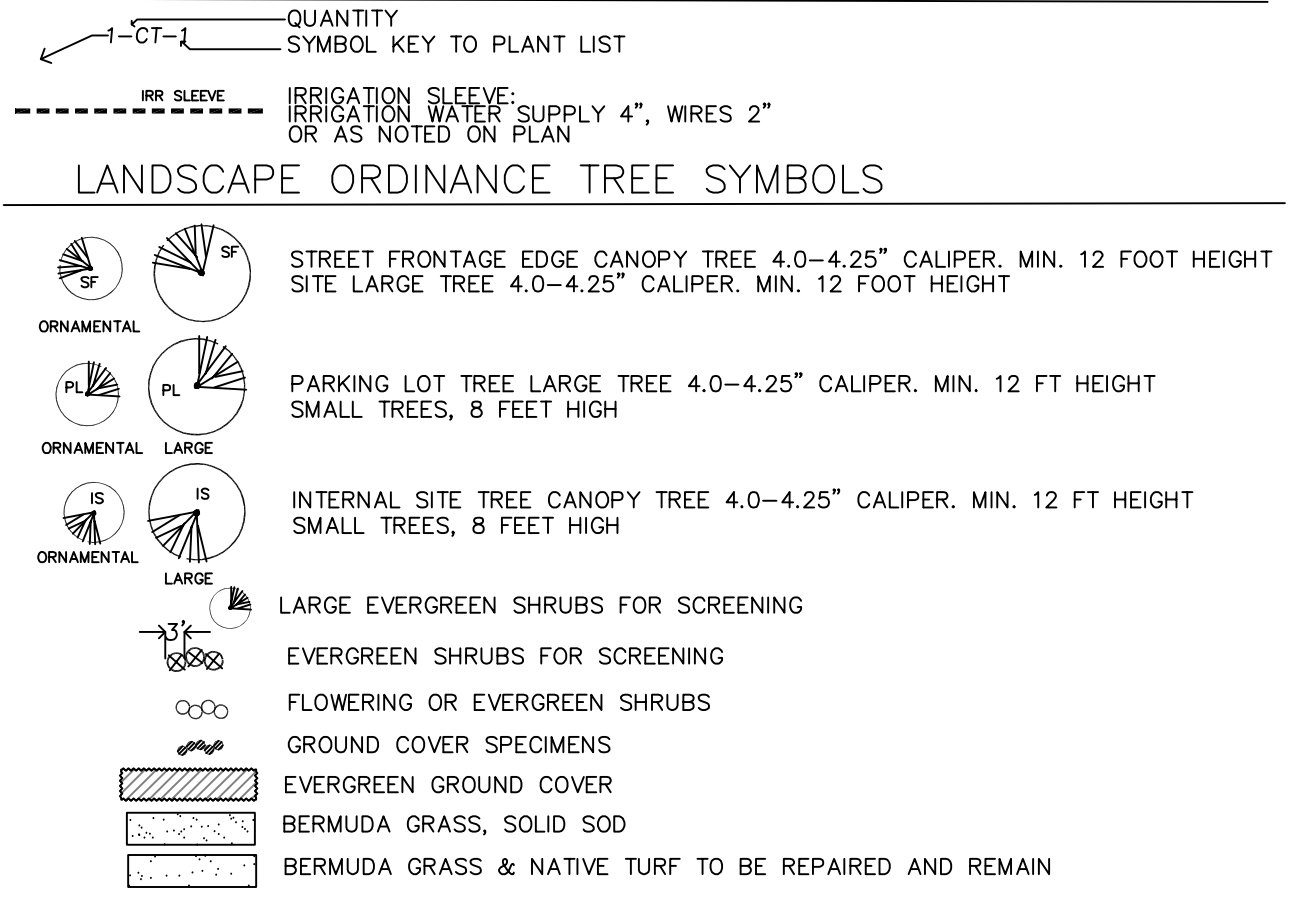 QUANTITY
1-CT-1
SYMBOL KEY TO PLANT LIST
IRR SLEEVE
IRRIGATION SLEEVE:
IRRIGATION WATER SUPPLY 4", WIRES 2"
OR AS NOTED ON PLAN
LANDSCAPE ORDINANCE TREE SYMBOLS
SF
SF
STREET FRONTAGE EDGE CANOPY TREE 4.0-4.25" CALIPER. MIN. 12 FOOT HEIGHT
SITE LARGE TREE 4.0-4.25" CALIPER. MIN. 12 FOOT HEIGHT
ORNAMENTAL
PL
PL
PARKING LOT TREE LARGE TREE 4.0-4.25" CALIPER. MIN. 12 FT HEIGHT
SMALL TREES, 8 FEET HIGH
ORNAMENTAL LARGE
IS
IS
INTERNAL SITE TREE CANOPY TREE 4.0-4.25" CALIPER. MIN. 12 FT HEIGHT
SMALL TREES, 8 FEET HIGH
ORNAMENTAL
LARGE
LARGE EVERGREEN SHRUBS FOR SCREENING
3'
EVERGREEN SHRUBS FOR SCREENING
FLOWERING OR EVERGREEN SHRUBS
GROUND COVER SPECIMENS
EVERGREEN GROUND COVER
BERMUDA GRASS, SOLID SOD
BERMUDA GRASS & NATIVE TURF TO BE REPAIRED AND REMAIN